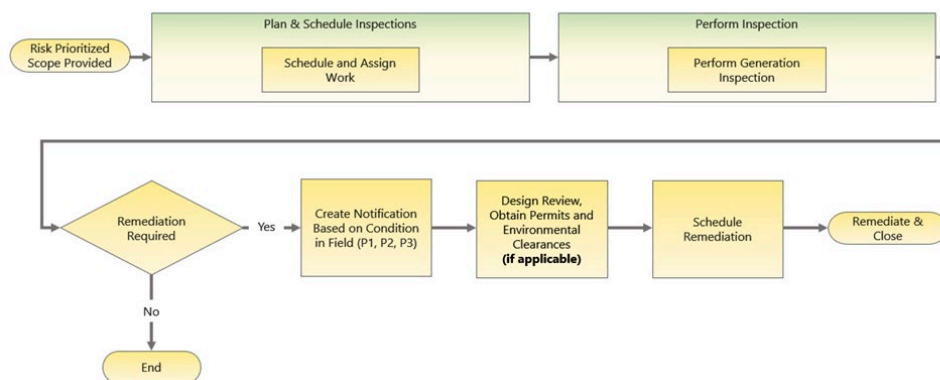 Plan & Schedule Inspections
Perform Inspection
Risk Prioritized
Scope Provided
Schedule and Assign
Work
Perform Generation
Inspection
Remediation
Required
Yes
Create Notification
Based on Condition
in Field (P1, P2, P3)
Design Review,
Obtain Permits and
Environmental
Clearances
(if applicable)
Schedule
Remediation
Remediate &
Close
No
End